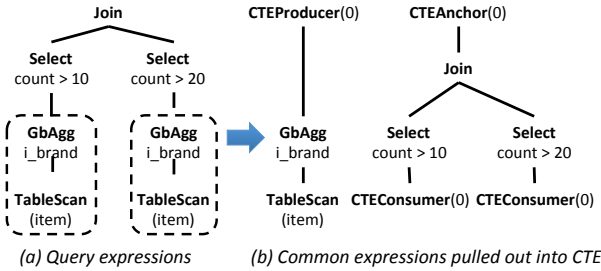 Join
Select
count > 10
Select
count > 20
GbAgg
i_brand
GbAgg
i_brand
TableScan
(item)
TableScan
(item)
(a) Query expressions
CTEProducer(0)
GbAgg
i_brand
TableScan
(item)
CTEAnchor(0)
Join
Select
count > 10
Select
count > 20
CTEConsumer(0)
CTEConsumer(0)
(b) Common expressions pulled out into CTE